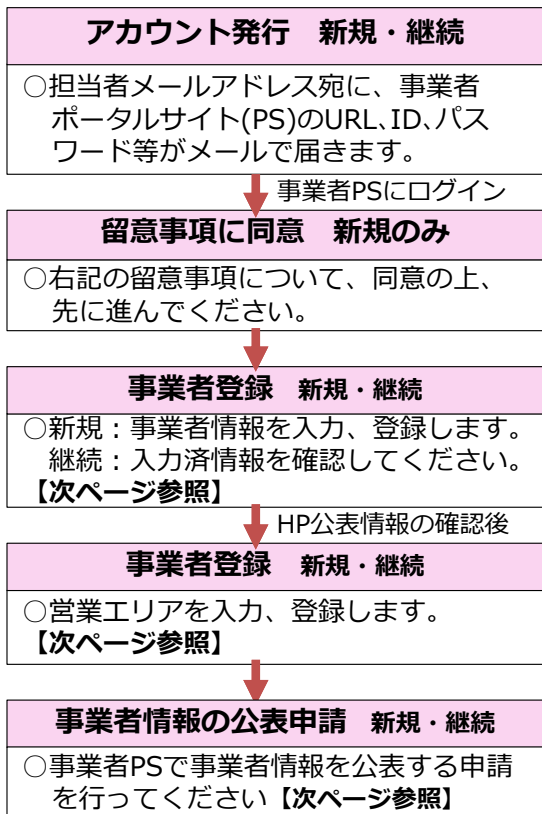 アカウント発行　新規・継続
○担当者メールアドレス宛に、事業者
ポータルサイト(PS)のURL､ID､パス
ワード等がメールで届きます。
事業者PSにログイン
留意事項に同意　新規のみ
○右記の留意事項について、同意の上、
先に進んでください。
事業者登録　新規・継続
○新規：事業者情報を入力、登録します。
継続：入力済情報を確認してください。
【次ページ参照】
HP公表情報の確認後
事業者登録　新規・継続
○営業エリアを入力、登録します。
【次ページ参照】
事業者情報の公表申請　新規・継続
○事業者PSで事業者情報を公表する申請
を行ってください【次ページ参照】